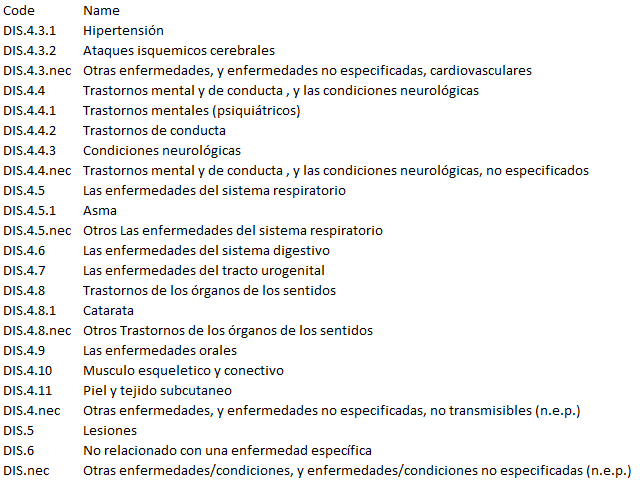 Code Name
DIS.4.3.1 Hipertensión
DIS.4.3.2 Ataques isquemicos cerebrales
DIS.4.3.nec Otras enfermedades, y enfermedades no especificadas, cardiovasculares
DIS.4.4 Trastornos mental y de conducta , y las condiciones neurológicas
DIS.4.4.1 Trastornos mentales (psiquiátricos)
DIS.4.4.2 Trastornos de conducta
DIS.4.4.3 Condiciones neurológicas
DIS.4.4.nec Trastornos mental y de conducta , y las condiciones neurológicas, no especificados
DIS.4.5 Las enfermedades del sistema respiratorio
DIS.4.5.1 Asma
DIS.4.5.nec Otros Las enfermedades del sistema respiratorio
DIS.4.6 Las enfermedades del sistema digestivo
DIS.4.7 Las enfermedades del tracto urogenital
DIS.4.8 Trastornos de los órganos de los sentidos
DIS.4.8.1 Catarata
DIS.4.8.nec Otros Trastornos de los órganos de los sentidos
DIS.4.9 Las enfermedades orales
DIS.4.10 Musculo esqueletico y conectivo
DIS.4.11 Piel y tejido subcutaneo
DIS.4.nec Otras enfermedades, y enfermedades no especificadas, no transmisibles (n.e.p.)
DIS.5 Lesiones
DIS.6 No relacionado con una enfermedad específica
DIS.nec Otras enfermedades/condiciones, y enfermedades/condiciones no especificadas (n.e.p.)